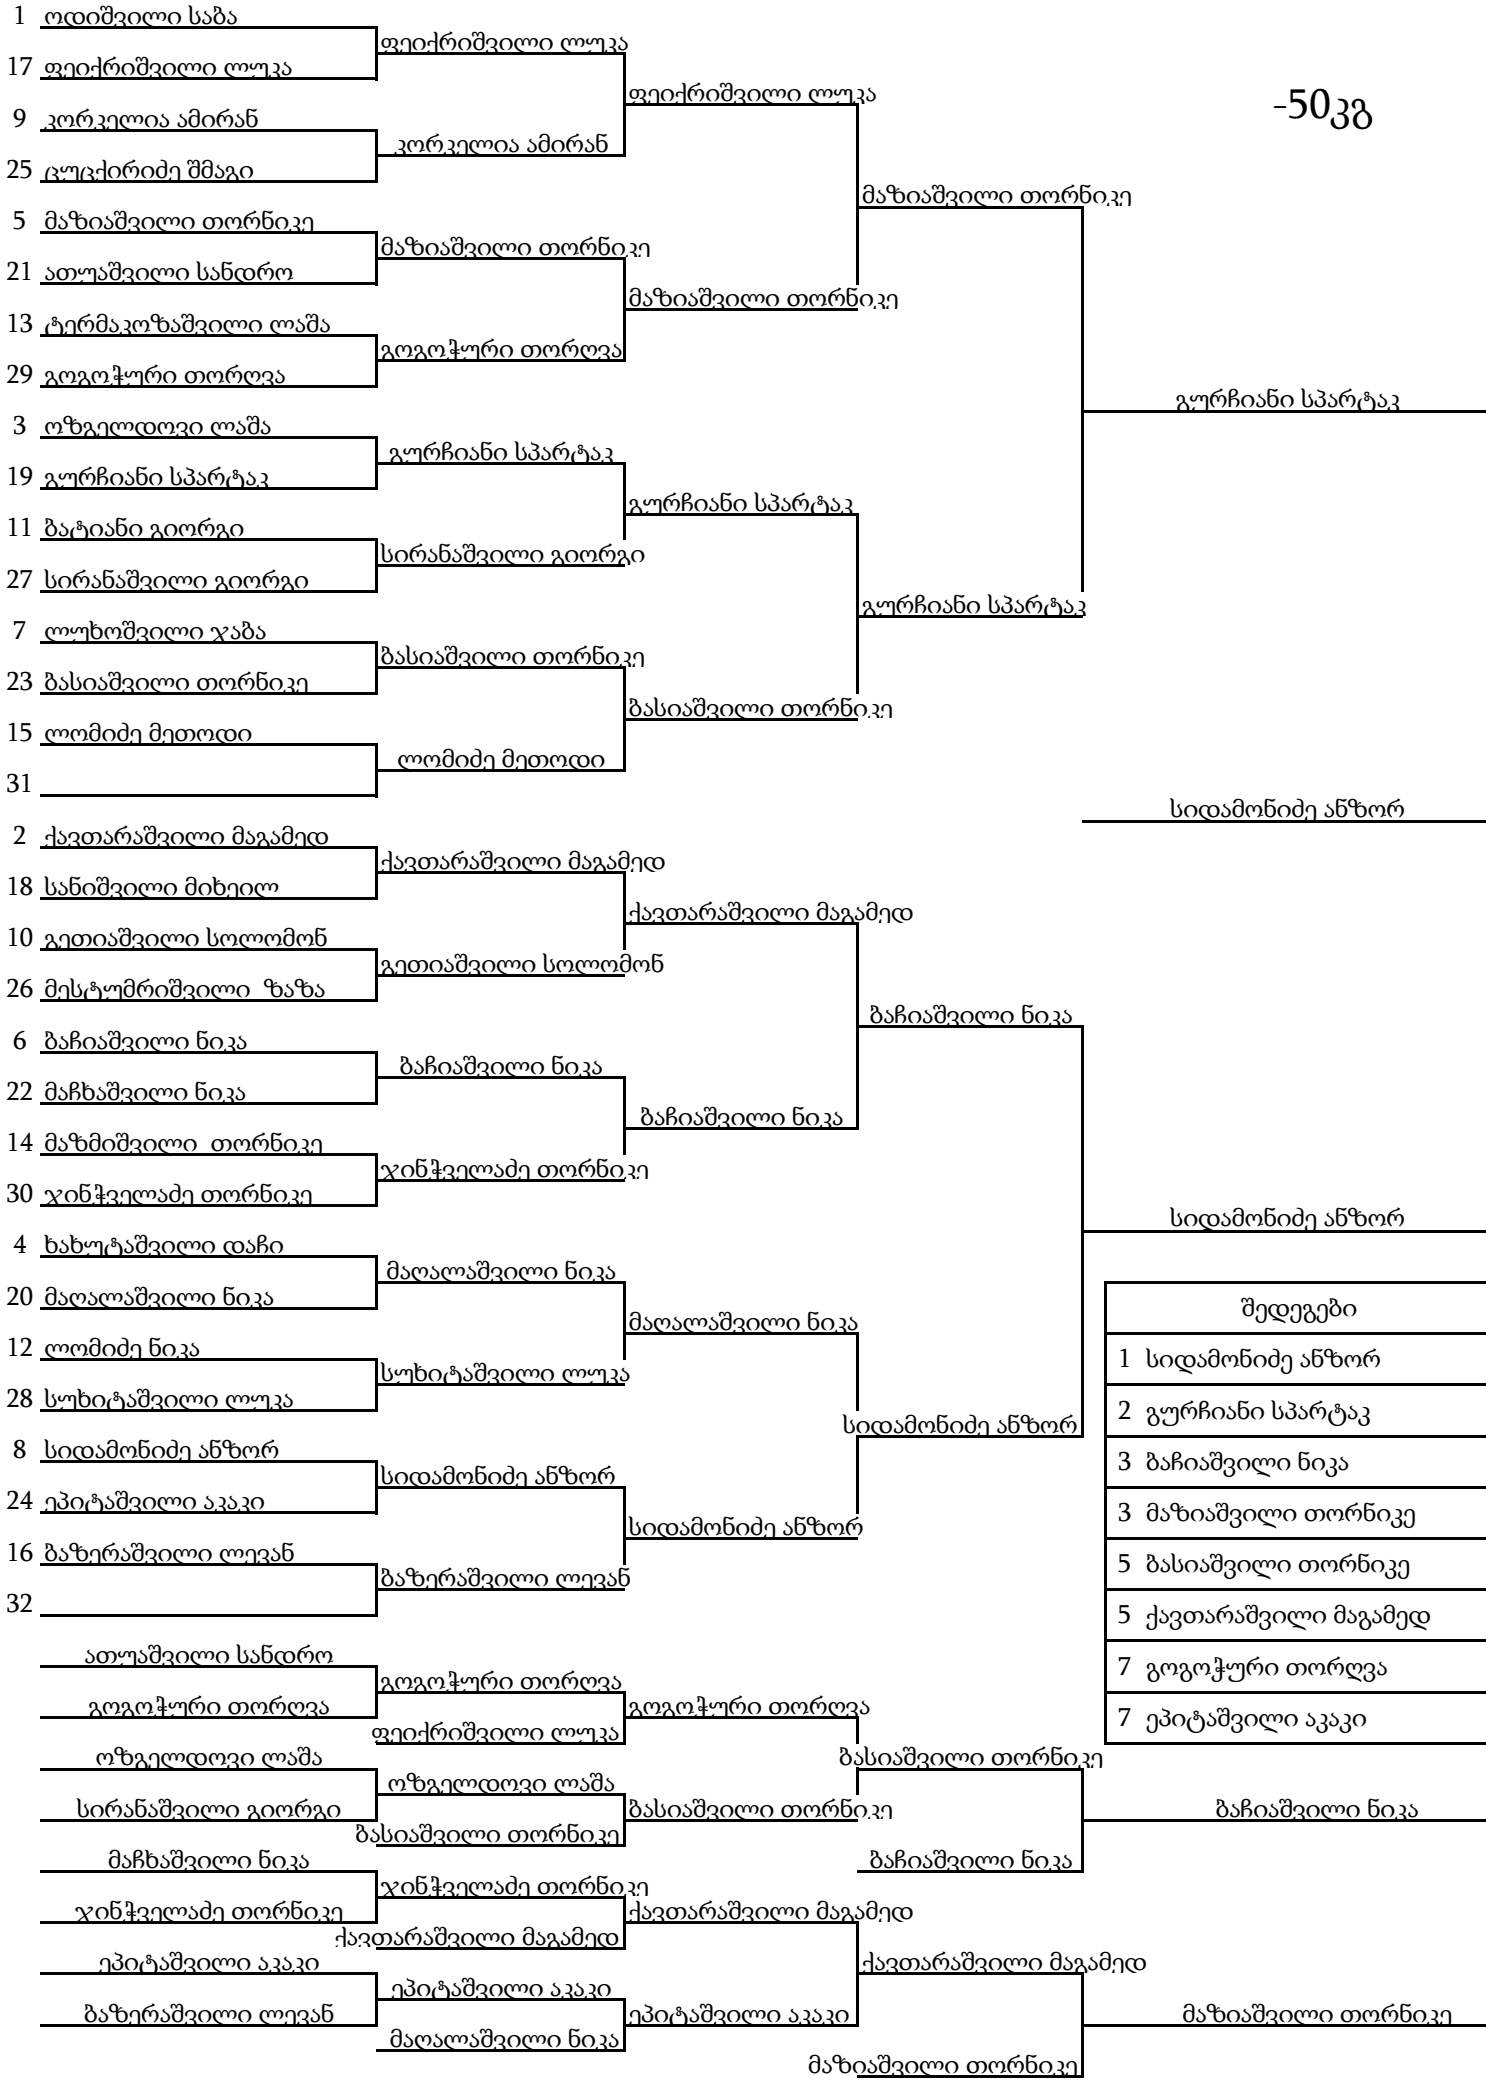 -50კგ
1 ოდიშვილი საბა
17 ფეიქრიშვილი ლუკა
9 კორკელია ამირან
25 ცუცქირიძე შმაგი
5 მაზიაშვილი თორნიკე
21 ათუაშვილი სანდრო
13 ტერმაკოზაშვილი ლაშა
29 გოგოჭური თორღვა
3 ოზგელდოვი ლაშა
19 გურჩიანი სპარტაკ
11 ბატიანი გიორგი
27 სირანაშვილი გიორგი
7 ლუხოშვილი ჯაბა
23 ბასიაშვილი თორნიკე
15 ლომიძე მეთოდი
31
2 ქავთარაშვილი მაგამედ
18 სანიშვილი მიხეილ
10 გეთიაშვილი სოლომონ
26 მესტუმრიშვილი ზაზა
6 ბაჩიაშვილი ნიკა
22 მაჩხაშვილი ნიკა
14 მაზმიშვილი თორნიკე
30 ჯინჭველაძე თორნიკე
4 ხახუტაშვილი დაჩი
20 მაღალაშვილი ნიკა
12 ლომიძე ნიკა
28 სუხიტაშვილი ლუკა
8 სიდამონიძე ანზორ
24 ეპიტაშვილი აკაკი
16 ბაზერაშვილი ლევან
32
ფეიქრიშვილი ლუკა
კორკელია ამირან
მაზიაშვილი თორნიკე
გოგოჭური თორღვა
გურჩიანი სპარტაკ
სირანაშვილი გიორგი
ბასიაშვილი თორნიკე
ლომიძე მეთოდი
ქავთარაშვილი მაგამედ
გეთიაშვილი სოლომონ
ბაჩიაშვილი ნიკა
ჯინჭველაძე თორნიკე
მაღალაშვილი ნიკა
სუხიტაშვილი ლუკა
სიდამონიძე ანზორ
ბაზერაშვილი ლევან
ფეიქრიშვილი ლუკა
მაზიაშვილი თორნიკე
გურჩიანი სპარტაკ
ბასიაშვილი თორნიკე
ქავთარაშვილი მაგამედ
ბაჩიაშვილი ნიკა
მაღალაშვილი ნიკა
სიდამონიძე ანზორ
მაზიაშვილი თორნიკე
გურჩიანი სპარტაკ
ბაჩიაშვილი ნიკა
სიდამონიძე ანზორ
გურჩიანი სპარტაკ
სიდამონიძე ანზორ
სიდამონიძე ანზორ
შედეგები
1 სიდამონიძე ანზორ
2 გურჩიანი სპარტაკ
3 ბაჩიაშვილი ნიკა
3 მაზიაშვილი თორნიკე
5 ბასიაშვილი თორნიკე
5 ქავთარაშვილი მაგამედ
7 გოგოჭური თორღვა
7 ეპიტაშვილი აკაკი
ათუაშვილი სანდრო
გოგოჭური თორღვა
ოზგელდოვი ლაშა
სირანაშვილი გიორგი
მაჩხაშვილი ნიკა
ჯინჭველაძე თორნიკე
ეპიტაშვილი აკაკი
ბაზერაშვილი ლევან
გოგოჭური თორღვა
ფეიქრიშვილი ლუკა
ოზგელდოვი ლაშა
ბასიაშვილი თორნიკე
ჯინჭველაძე თორნიკე
ქავთარაშვილი მაგამედ
ეპიტაშვილი აკაკი
მაღალაშვილი ნიკა
გოგოჭური თორღვა
ბასიაშვილი თორნიკე
ქავთარაშვილი მაგამედ
ეპიტაშვილი აკაკი
ბასიაშვილი თორნიკე
ბაჩიაშვილი ნიკა
ქავთარაშვილი მაგამედ
მაზიაშვილი თორნიკე
ბაჩიაშვილი ნიკა
მაზიაშვილი თორნიკე